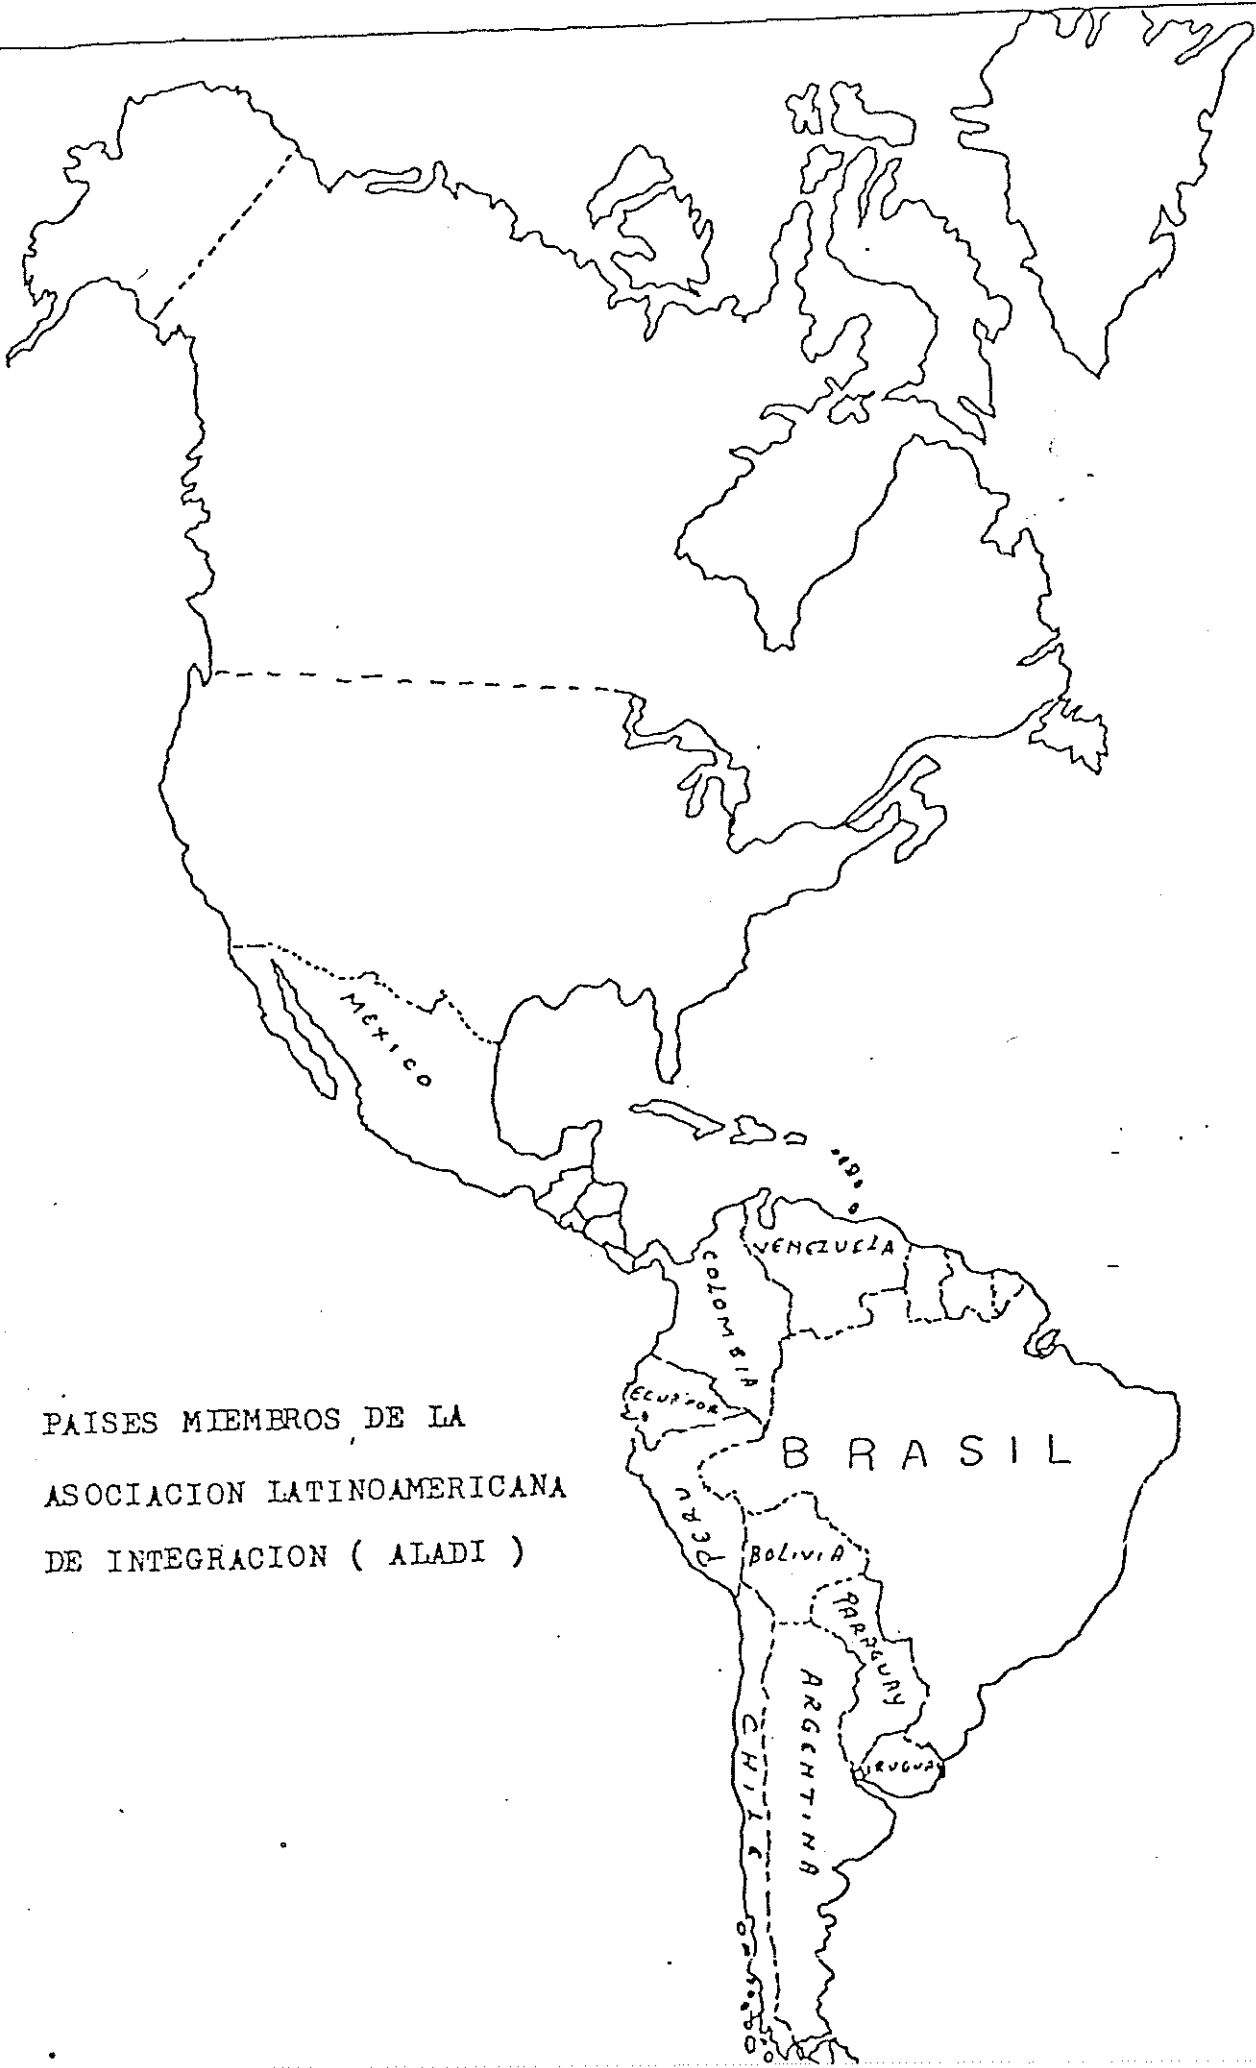 MEXICO
VENEZUELA
COLOMBIA
ECUADOR
PAISES MIEMBROS DE LA
ASOCIACION LATINOAMERICANA
DE INTEGRACION ( ALADI )
BRASIL
PERU
BOLIVIA
PARAGUAY
ARGENTINA
CHILE
URUGUAY